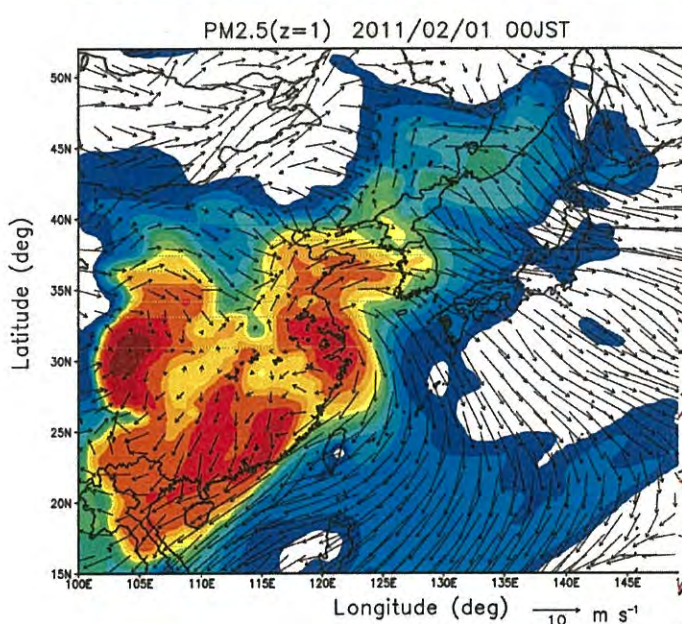 PM2.5(z=1) 2011/02/01 00JST
50N
45N
40N
35N
30N
25N
20N
15N
Latitude (deg)
100E 105E 110E 115E 120E 125E 130E 135E 140E 145E
Longitude (deg)
10 m s⁻¹